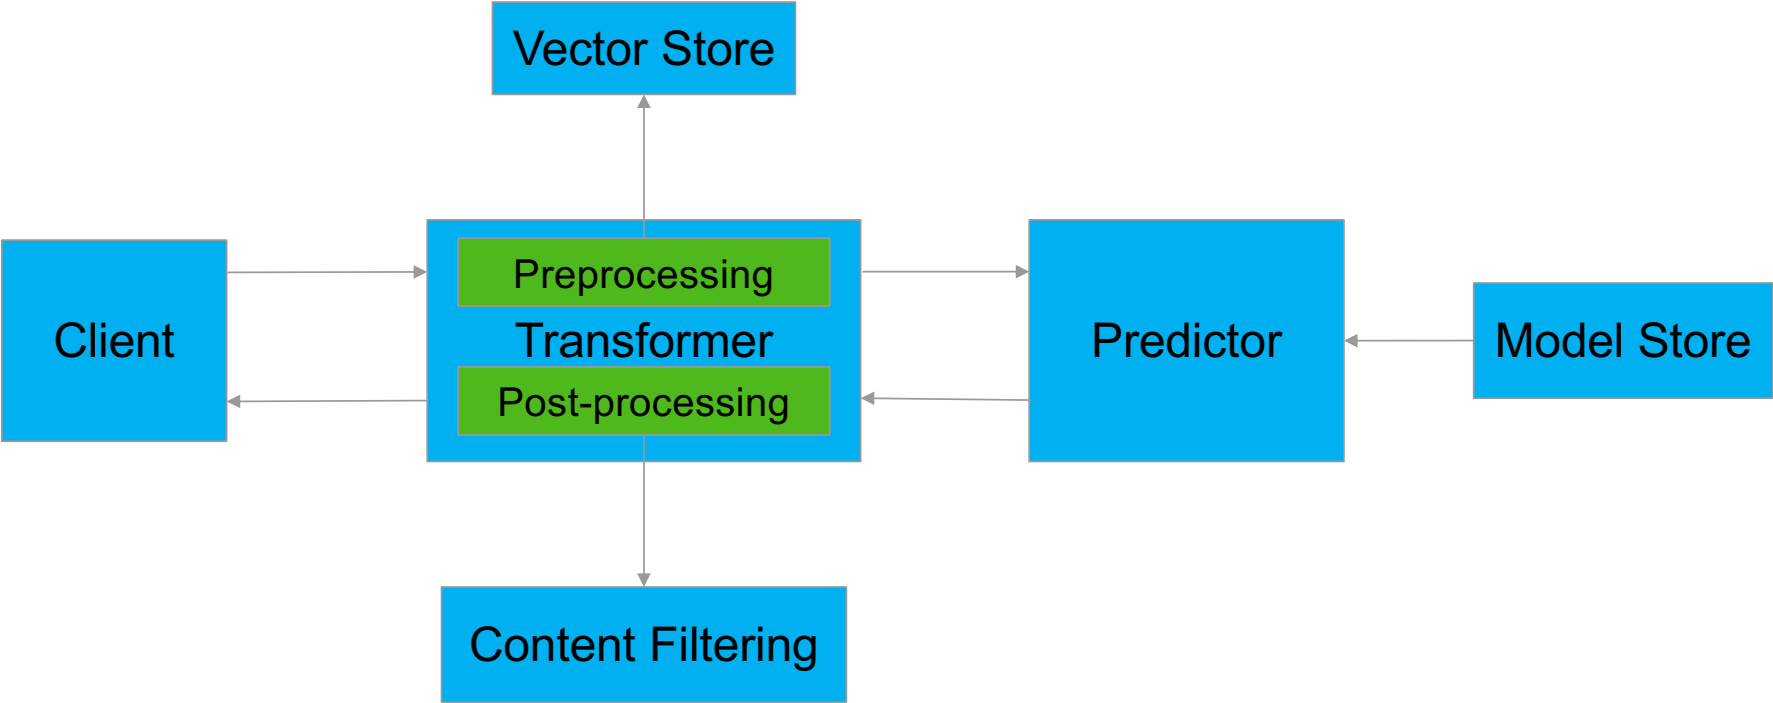 Vector Store
Preprocessing
Client
Transformer
Predictor
Model Store
Post-processing
Content Filtering